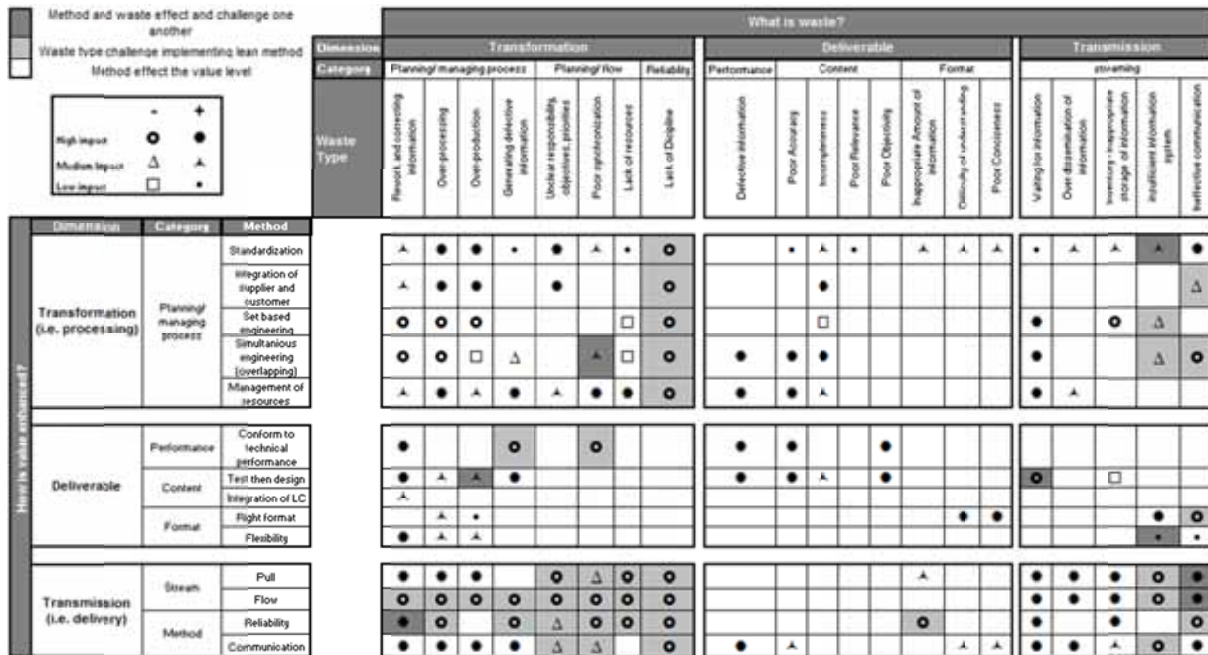 Method and waste effect and challenge one
another
Waste type challenge implementing lean method
Method effect the value level
- +
High impact
Medium Impact
Low impact
What is waste?
Dimension
Transformation
Deliverable
Transmission
Category
Planning/ managing process
Planning/ flow
Reliability
Performance
Content
Format
streaming
Waste
Type
Rework and correcting
information
Over-processing
Over-production
Generating defective
information
Unclear responsibility,
objectives, priorities
Poor synchronization
Lack of resources
Lack of Discipline
Defective information
Poor Accuracy
Incompleteness
Poor Relevance
Poor Objectivity
Inappropriate Amount of
information
Difficulty of understanding
Poor Conciseness
Waiting for information
Over dissemination of
information
Inventory - Inappropriate
storage of information
insufficient information
system
Ineffective communication
How is value enhanced?
Dimension
Category
Method
Transformation
(i.e. processing)
Planning/
managing
process
Standardization
Integration of
supplier and
customer
Set based
engineering
Simultanious
engineering
(overlapping)
Management of
resources
Deliverable
Performance
Conform to
technical
performance
Content
Test then design
Integration of LC
Format
Right format
Flexibility
Transmission
(i.e. delivery)
Stream
Pull
Flow
Method
Reliability
Communication